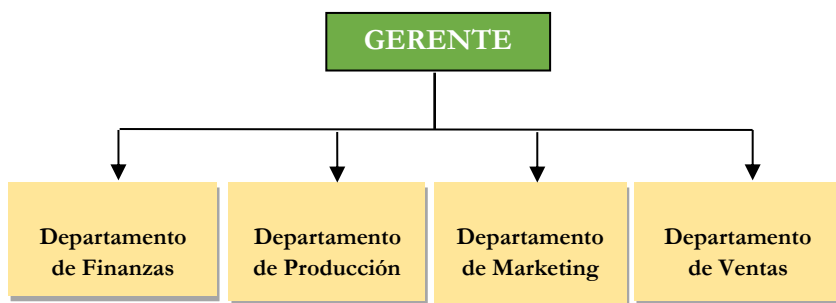 GERENTE
Departamento
de Finanzas
Departamento
de Producción
Departamento
de Marketing
Departamento
de Ventas